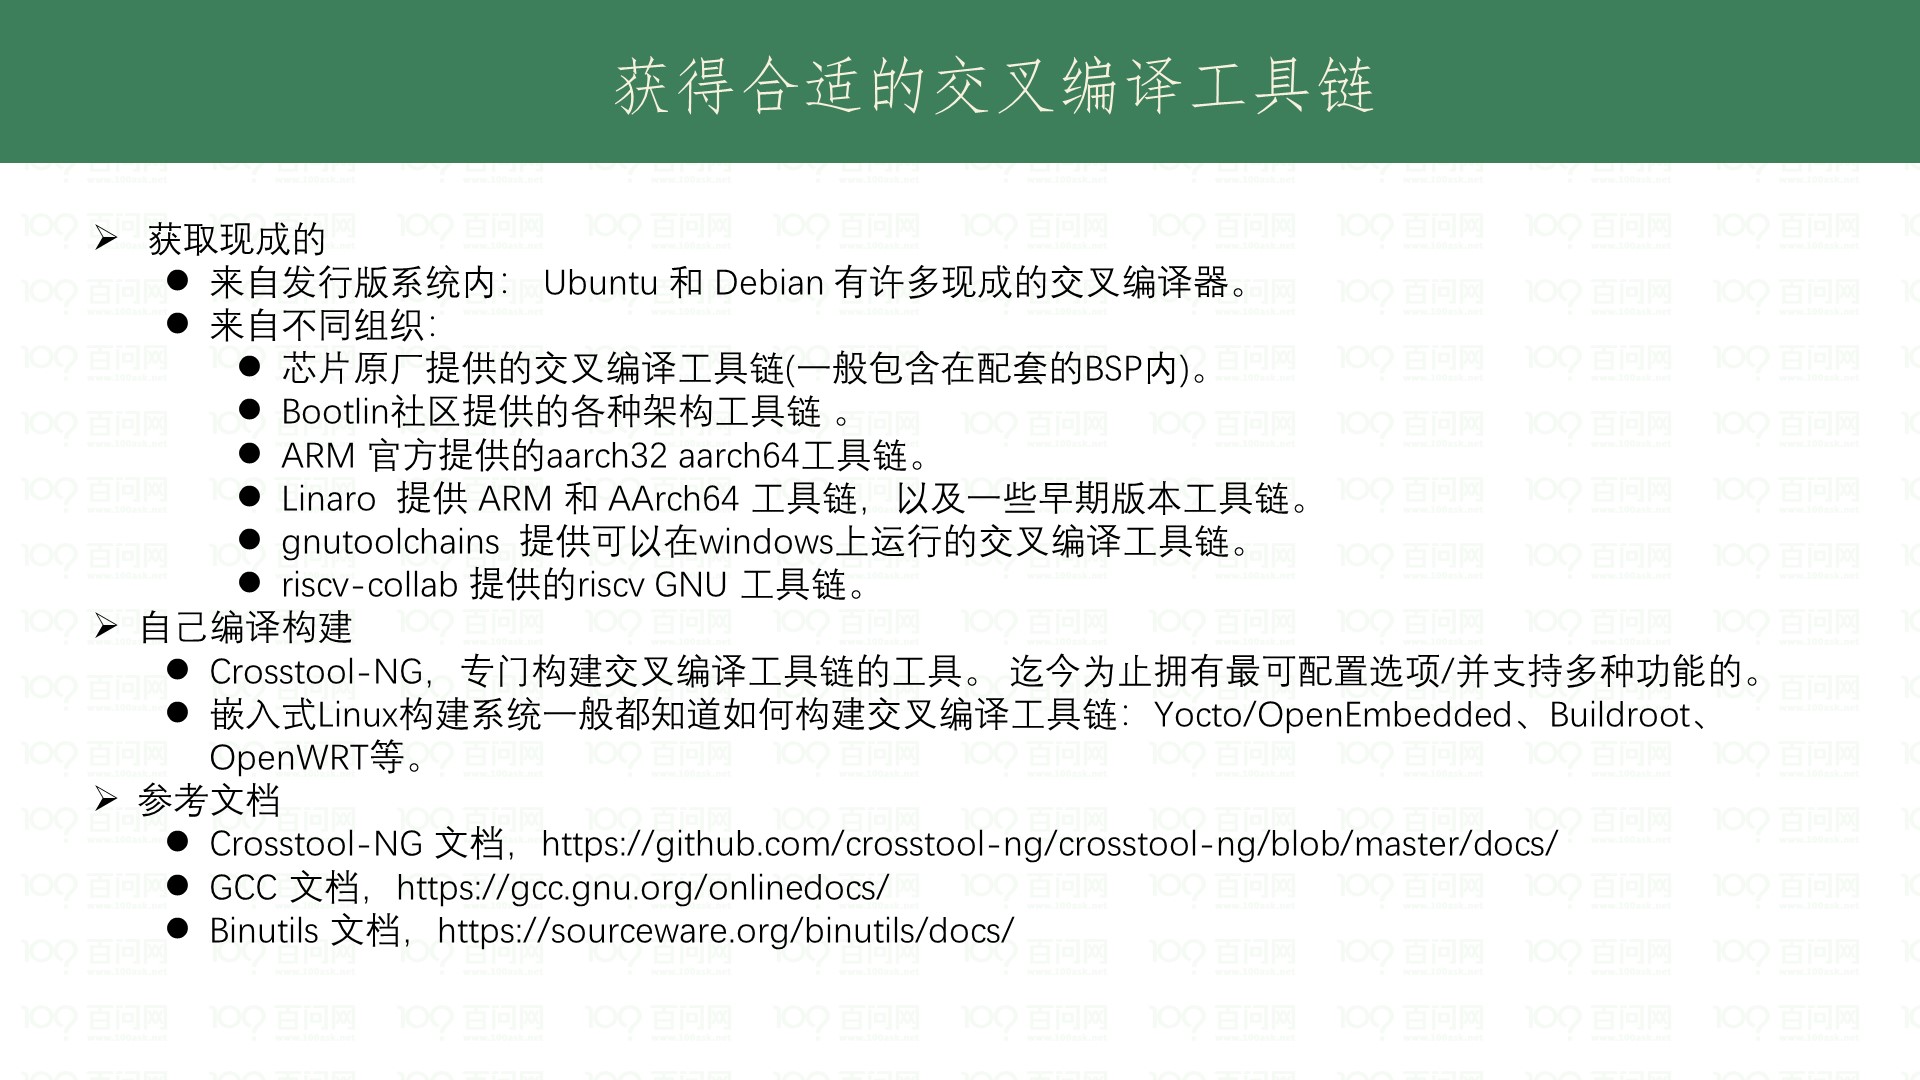 获得合适的交叉编译工具链
➢ 获取现成的
● 来自发行版系统内： Ubuntu 和 Debian 有许多现成的交叉编译器。
● 来自不同组织：
● 芯片原厂提供的交叉编译工具链(一般包含在配套的BSP内)。
● Bootlin社区提供的各种架构工具链 。
● ARM 官方提供的aarch32 aarch64工具链。
● Linaro 提供 ARM 和 AArch64 工具链，以及一些早期版本工具链。
● gnutoolchains 提供可以在windows上运行的交叉编译工具链。
● riscv-collab 提供的riscv GNU 工具链。
➢ 自己编译构建
● Crosstool-NG，专门构建交叉编译工具链的工具。 迄今为止拥有最可配置选项/并支持多种功能的。
● 嵌入式Linux构建系统一般都知道如何构建交叉编译工具链：Yocto/OpenEmbedded、Buildroot、
OpenWRT等。
➢ 参考文档
● Crosstool-NG 文档，https://github.com/crosstool-ng/crosstool-ng/blob/master/docs/
● GCC 文档，https://gcc.gnu.org/onlinedocs/
● Binutils 文档，https://sourceware.org/binutils/docs/